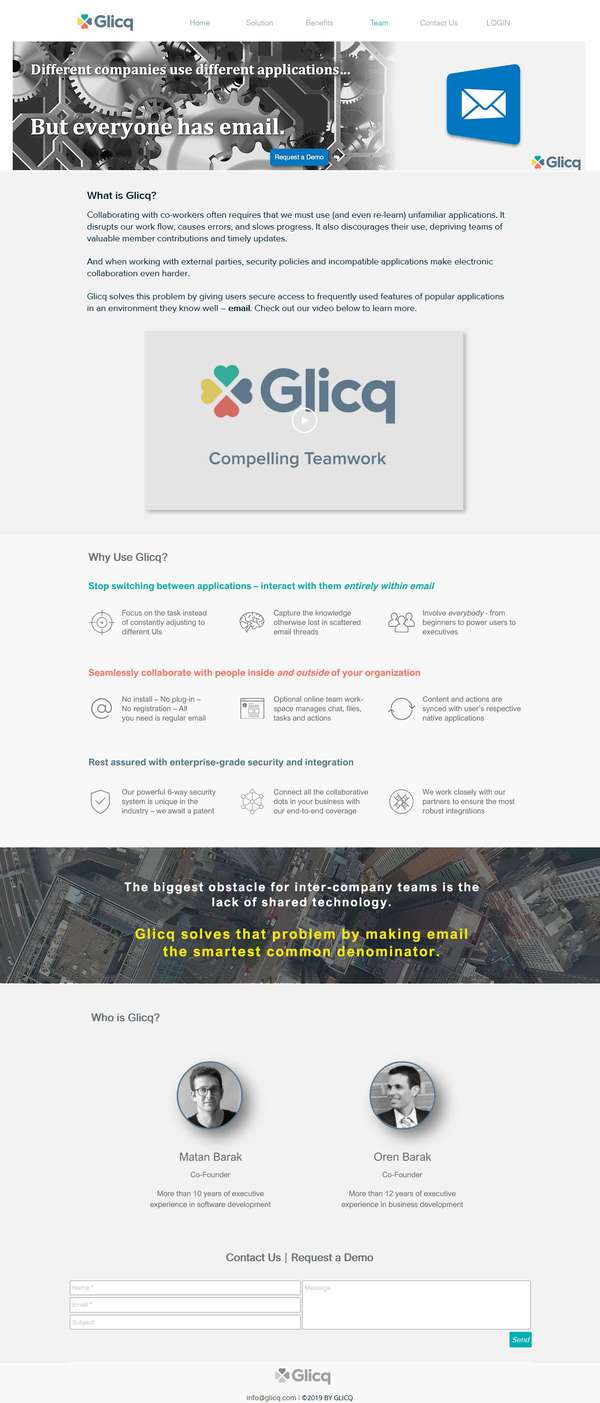 Glicq
Home
Solution
Benefits
Team
Contact Us
LOGIN
Different companies use different applications...
But everyone has email.
Request a Demo
Glicq
What is Glicq?
Collaborating with co-workers often requires that we must use (and even re-learn) unfamiliar applications. It
disrupts our work flow, causes errors, and slows progress. It also discourages their use, depriving teams of
valuable member contributions and timely updates.
And when working with external parties, security policies and incompatible applications make electronic
collaboration even harder.
Glicq solves this problem by giving users secure access to frequently used features of popular applications
in an environment they know well – email. Check out our video below to learn more.
Glicq
Compelling Teamwork
Why Use Glicq?
Stop switching between applications – interact with them entirely within email
Focus on the task instead
of constantly adjusting to
different UIs
Capture the knowledge
otherwise lost in scattered
email threads
Involve everybody - from
beginners to power users to
executives
Seamlessly collaborate with people inside and outside of your organization
No install – No plug-in –
No registration – All
you need is regular email
Optional online team work-
space manages chat, files,
tasks and actions
Content and actions are
synced with user's respective
native applications
Rest assured with enterprise-grade security and integration
Our powerful 6-way security
system is unique in the
industry – we await a patent
Connect all the collaborative
dots in your business with
our end-to-end coverage
We work closely with our
partners to ensure the most
robust integrations
The biggest obstacle for inter-company teams is the
lack of shared technology.
Glicq solves that problem by making email
the smartest common denominator.
Who is Glicq?
Matan Barak
Co-Founder
More than 10 years of executive
experience in software development
Oren Barak
Co-Founder
More than 12 years of executive
experience in business development
Contact Us | Request a Demo
Name *
Email *
Subject
Message
Send
Glicq
info@glicq.com | ©2019 BY GLICQ